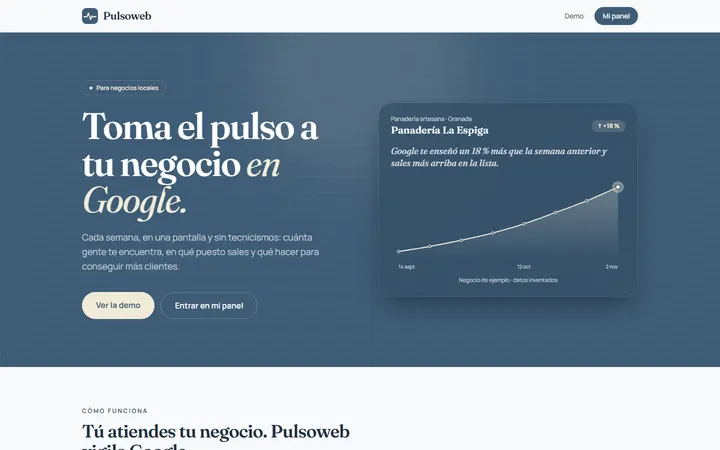 Pulsoweb
Demo
Mi panel
Para negocios locales
Toma el pulso a
tu negocio en
Google.
Cada semana, en una pantalla y sin tecnicismos: cuánta
gente te encuentra, en qué puesto sales y qué hacer para
conseguir más clientes.
Ver la demo
Entrar en mi panel
Panadería artesana · Granada
Panadería La Espiga
↑ +18 %
Google te enseñó un 18 % más que la semana anterior y
sales más arriba en la lista.
14 sept
12 oct
2 nov
Negocio de ejemplo · datos inventados
CÓMO FUNCIONA
Tú atiendes tu negocio. Pulsoweb
vigila Google